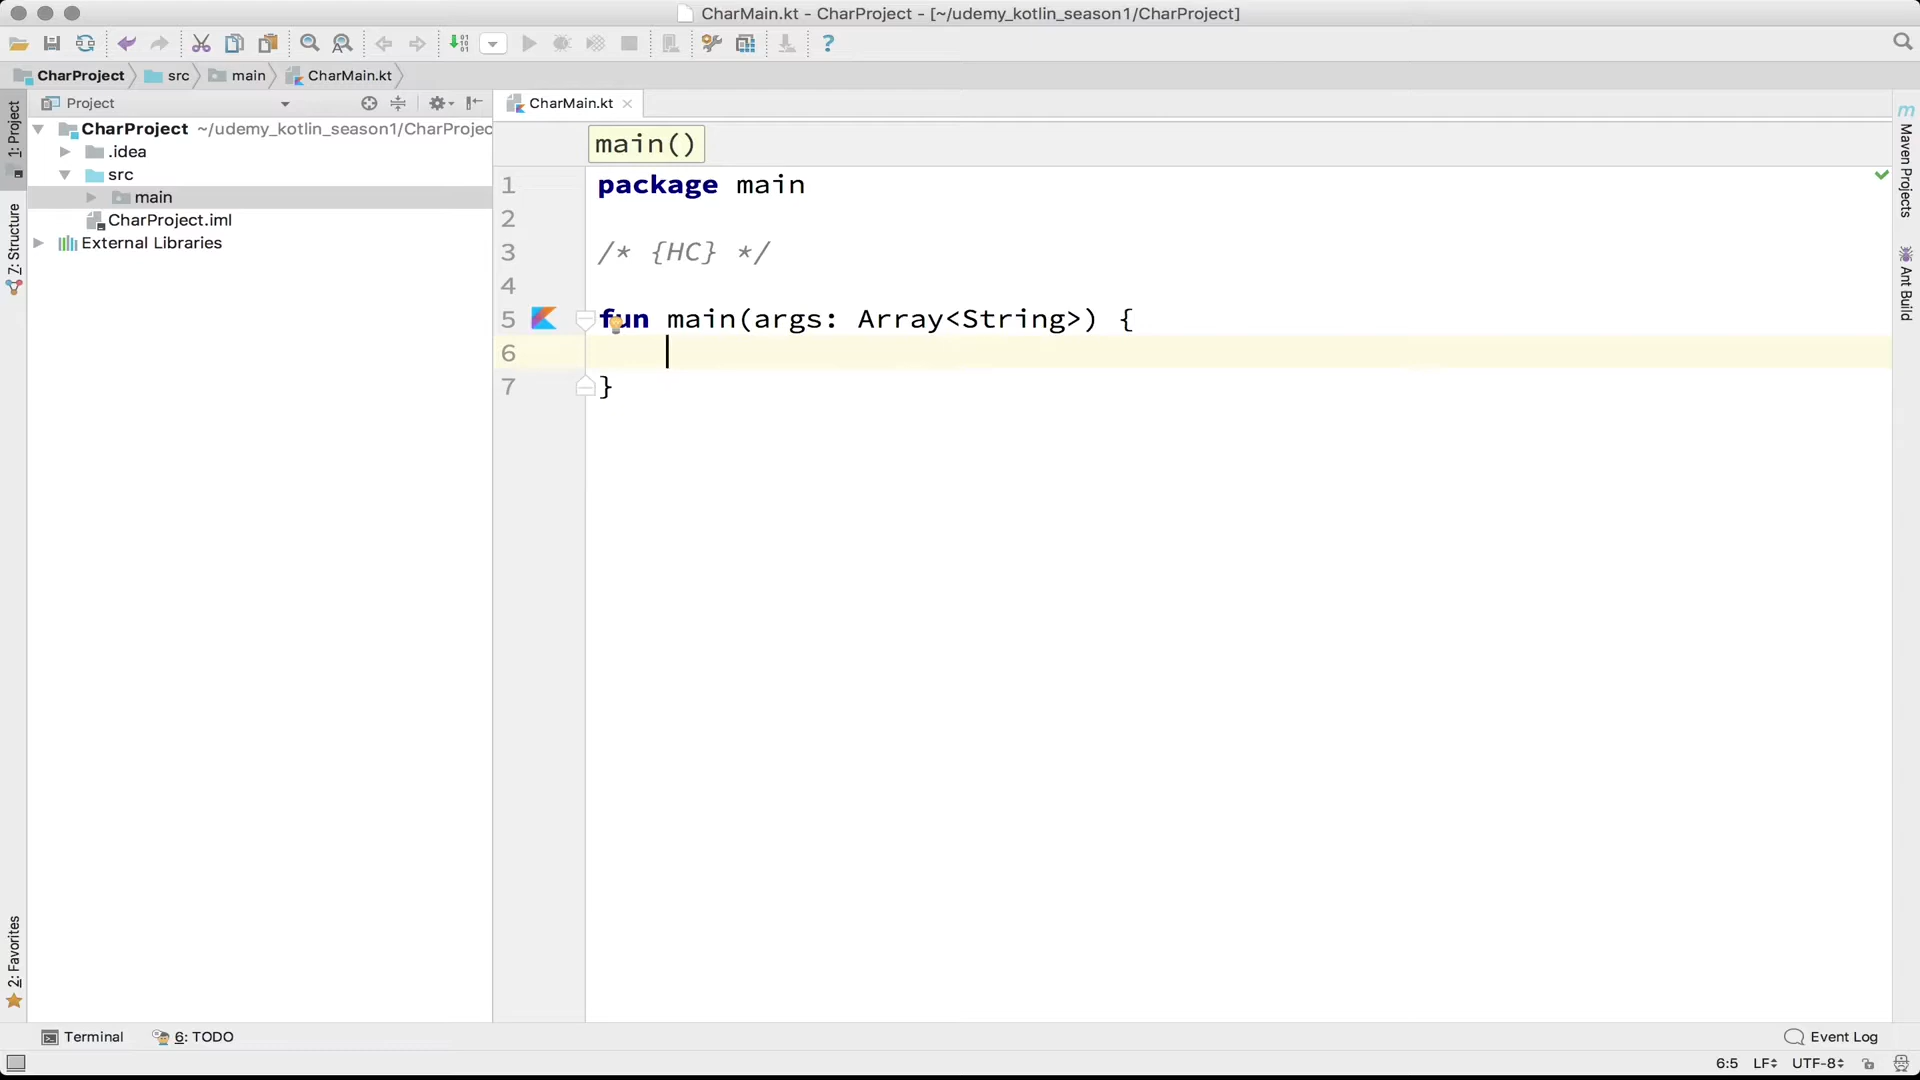 CharMain.kt - CharProject - [~/udemy_kotlin_season1/CharProject]
CharProject src main CharMain.kt
1: Project
Project
CharMain.kt
CharProject ~/udemy_kotlin_season1/CharProjec
.idea
src
main
CharProject.iml
External Libraries
Z: Structure
2: Favorites
main()
1 package main
2
3 /* {HC} */
4
5 fun main(args: Array<String>) {
6
7 }
m Maven Projects
Ant Build
Terminal 6: TODO Event Log
6:5 LF UTF-8